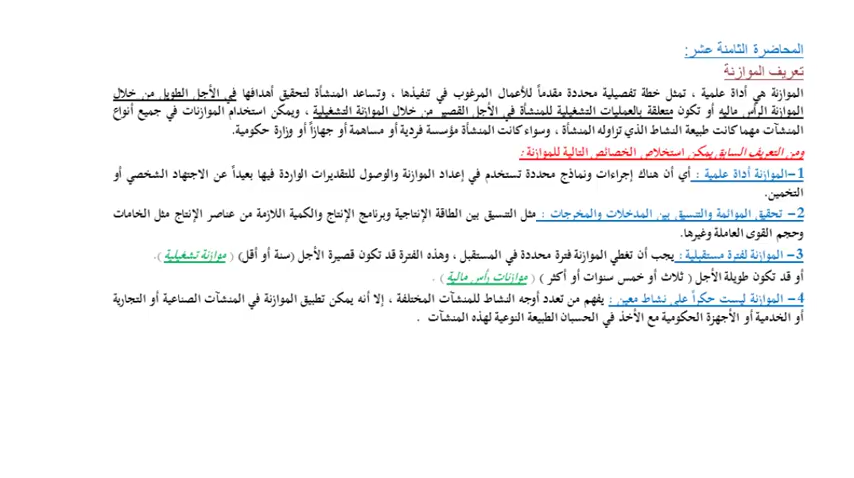 المحاضرة الثامنة عشر:
تعريف الموازنة
الموازنة هي أداة علمية ، تمثل خطة تفصيلية محددة مقدماً للأعمال المرغوب في تنفيذها ، وتساعد المنشأة لتحقيق أهدافها في الأجل الطويل من خلال
الموازنة الرأس ماليه أو تكون متعلقة بالعمليات التشغيلية للمنشأة في الأجل القصير من خلال الموازنة التشغيلية ، ويمكن استخدام الموازنات في جميع أنواع
المنشآت مهما كانت طبيعة النشاط الذي تزاوله المنشأة ، وسواء كانت المنشأة مؤسسة فردية أو مساهمة أو جهازاً أو وزارة حكومية.
ومن التعريف السابق يمكن استخلاص الخصائص التالية للموازنة :
1–الموازنة أداة علمية : أي أن هناك إجراءات ونماذج محددة تستخدم في إعداد الموازنة والوصول للتقديرات الواردة فيها بعيداً عن الاجتهاد الشخصي أو
التخمين.
2– تحقيق الموائمة والتنسيق بين المدخلات والمخرجات : مثل التنسيق بين الطاقة الإنتاجية وبرنامج الإنتاج والكمية اللازمة من عناصر الإنتاج مثل الخامات
وحجم القوى العاملة وغيرها.
3– الموازنة لفترة مستقبلية : يجب أن تغطي الموازنة فترة محددة في المستقبل ، وهذه الفترة قد تكون قصيرة الأجل (سنة أو أقل) ( موازنة تشغيلية ).
أو قد تكون طويلة الأجل ( ثلاث أو خمس سنوات أو أكثر ) ( موازنات رأس مالية ) .
4– الموازنة ليست حكراً على نشاط معين : يفهم من تعدد أوجه النشاط للمنشآت المختلفة ، إلا أنه يمكن تطبيق الموازنة في المنشآت الصناعية أو التجارية
أو الخدمية أو الأجهزة الحكومية مع الأخذ في الحسبان الطبيعة النوعية لهذه المنشآت .